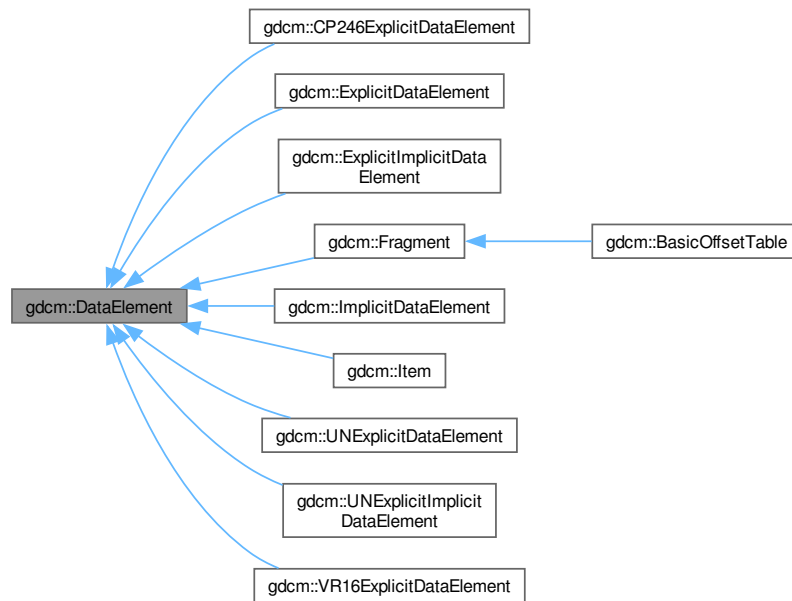 gdcm::CP246ExplicitDataElement
gdcm::ExplicitDataElement
gdcm::ExplicitImplicitData
Element
gdcm::Fragment
gdcm::BasicOffsetTable
gdcm::DataElement
gdcm::ImplicitDataElement
gdcm::Item
gdcm::UNExplicitDataElement
gdcm::UNExplicitImplicit
DataElement
gdcm::VR16ExplicitDataElement